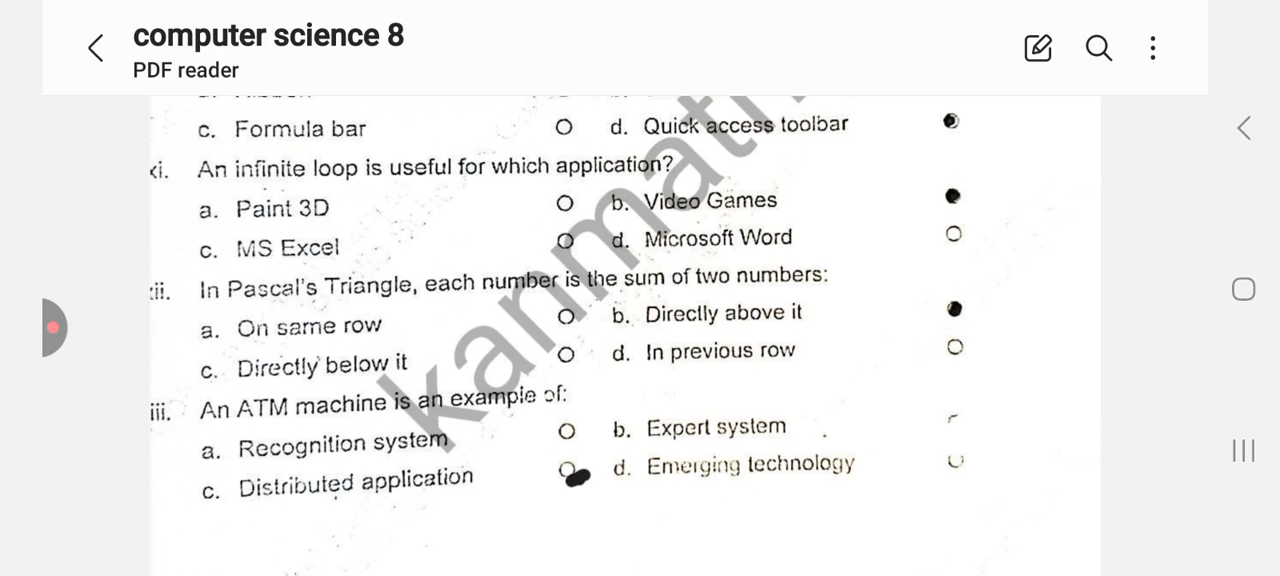 computer science 8
PDF reader
c. Formula bar O d. Quick access toolbar
xi. An infinite loop is useful for which application?
a. Paint 3D O b. Video Games
c. MS Excel O d. Microsoft Word O
ii. In Pascal's Triangle, each number is the sum of two numbers:
a. On same row O b. Directly above it
c. Directly below it O d. In previous row O
iii. An ATM machine is an example of:
a. Recognition system O b. Expert system
c. Distributed application O d. Emerging technology